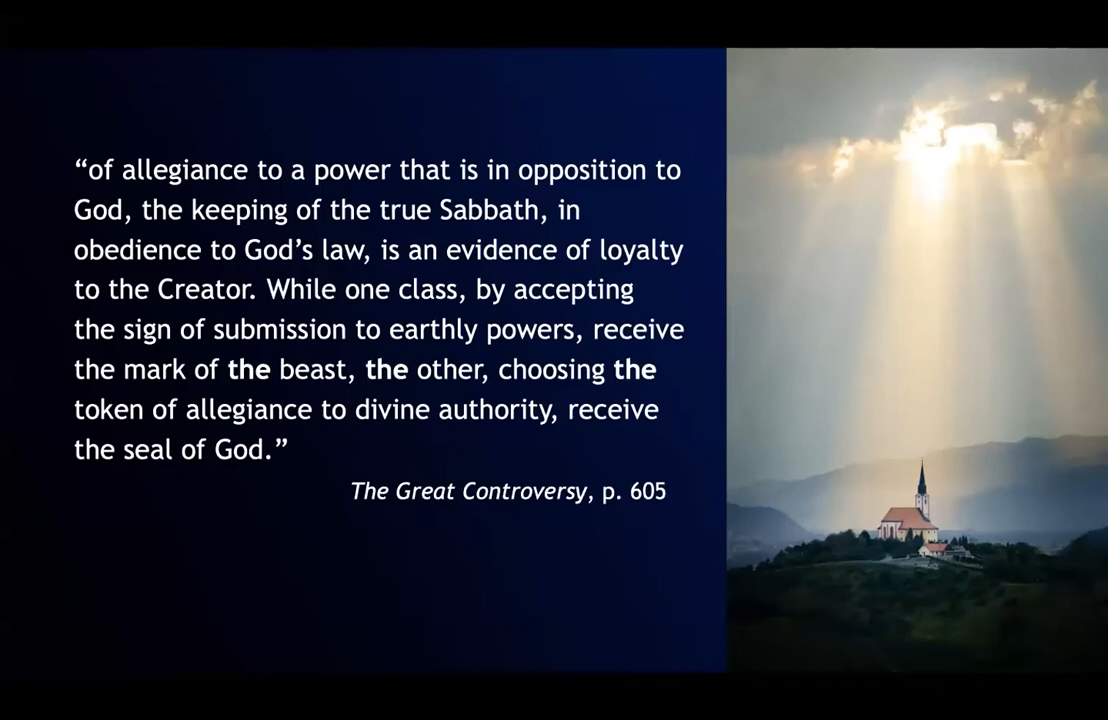 “of allegiance to a power that is in opposition to
God, the keeping of the true Sabbath, in
obedience to God’s law, is an evidence of loyalty
to the Creator. While one class, by accepting
the sign of submission to earthly powers, receive
the mark of the beast, the other, choosing the
token of allegiance to divine authority, receive
the seal of God.”
The Great Controversy, p. 605